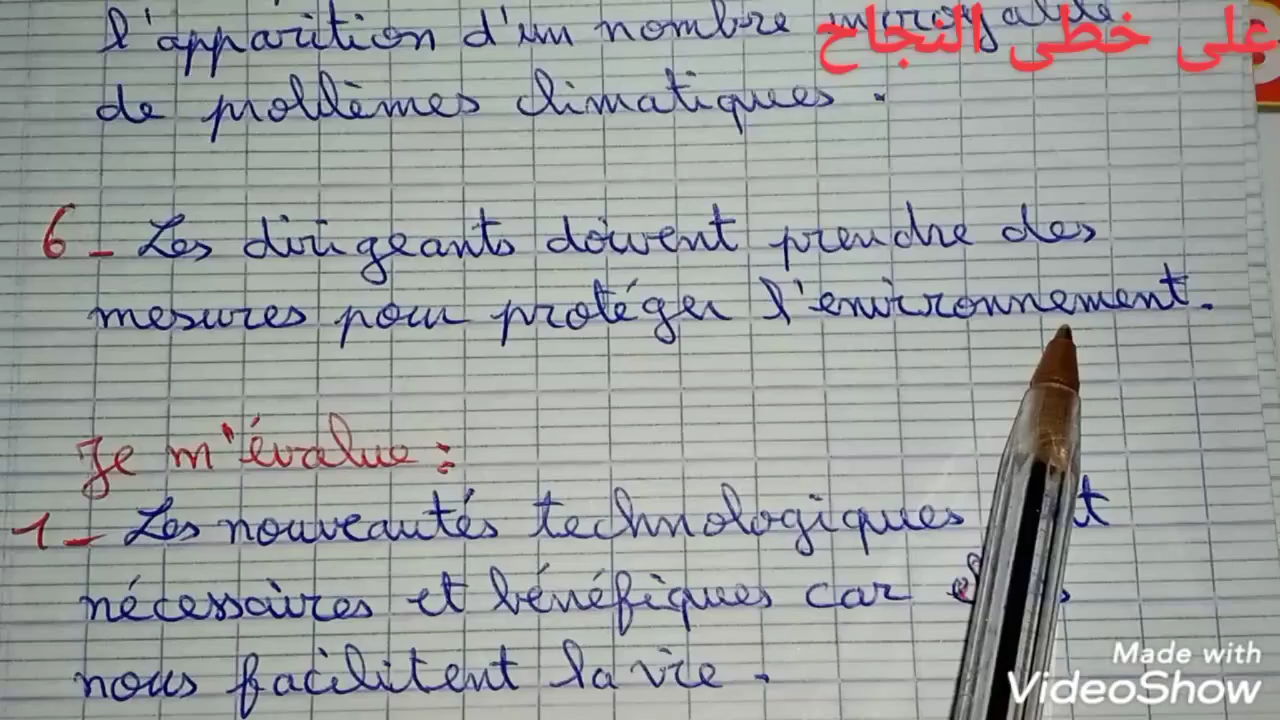 l'apparition d'un nombre
على خطى النجاح
de problèmes climatiques.
6 - Les dirigeants doivent prendre des
mesures pour protéger l'environnement.
Je m'évalue :
1 - Les nouveautés technologiques
nécessaires et bénéfiques car
nous facilitent la vie.
Made with
VideoShow